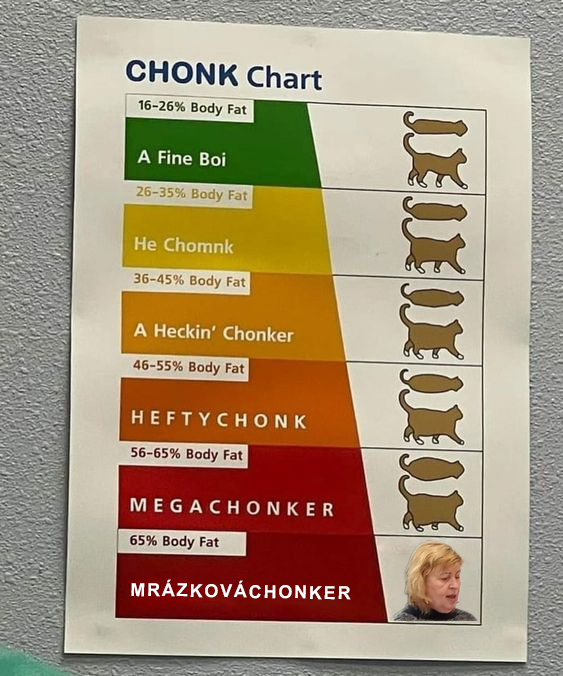 CHONK Chart
16-26% Body Fat
A Fine Boi
26-35% Body Fat
He Chomnk
36-45% Body Fat
A Heckin' Chonker
46-55% Body Fat
HEFTYCHONK
56-65% Body Fat
MEGACHONKER
65% Body Fat
MRÁZKOVÁCHONKER